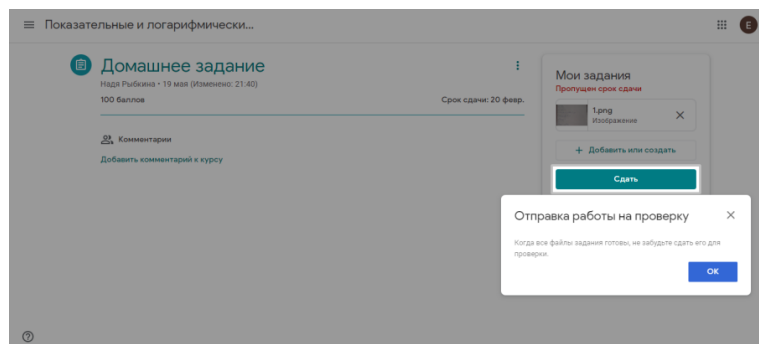 Показательные и логарифмически...
E
Домашнее задание
Надя Рыбкина • 19 мая (Изменено: 21:40)
100 баллов
Срок сдачи: 20 февр.
Комментарии
Добавить комментарий к курсу
Мои задания
Пропущен срок сдачи
1.png
Изображение
+ Добавить или создать
Сдать
Отправка работы на проверку
Когда все файлы задания готовы, не забудьте сдать его для
проверки.
ОК